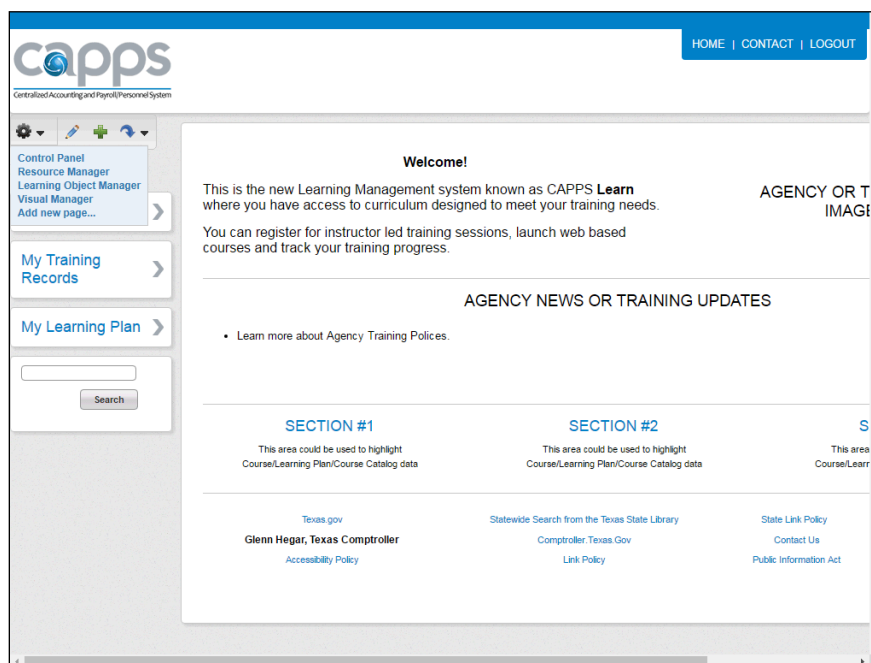 HOME | CONTACT | LOGOUT
capps
Centralized Accounting and Payroll/Personnel System
Control Panel
Resource Manager
Learning Object Manager
Visual Manager
Add new page...
My Training
Records
My Learning Plan
Search
Welcome!
This is the new Learning Management system known as CAPPS Learn
where you have access to curriculum designed to meet your training needs.
You can register for instructor led training sessions, launch web based
courses and track your training progress.
AGENCY OR T
IMAGE
AGENCY NEWS OR TRAINING UPDATES
• Learn more about Agency Training Polices.
SECTION #1
This area could be used to highlight
Course/Learning Plan/Course Catalog data
SECTION #2
This area could be used to highlight
Course/Learning Plan/Course Catalog data
S
This area
Course/Learn
Texas.gov
Statewide Search from the Texas State Library
State Link Policy
Glenn Hegar, Texas Comptroller
Comptroller.Texas.Gov
Contact Us
Accessibility Policy
Link Policy
Public Information Act